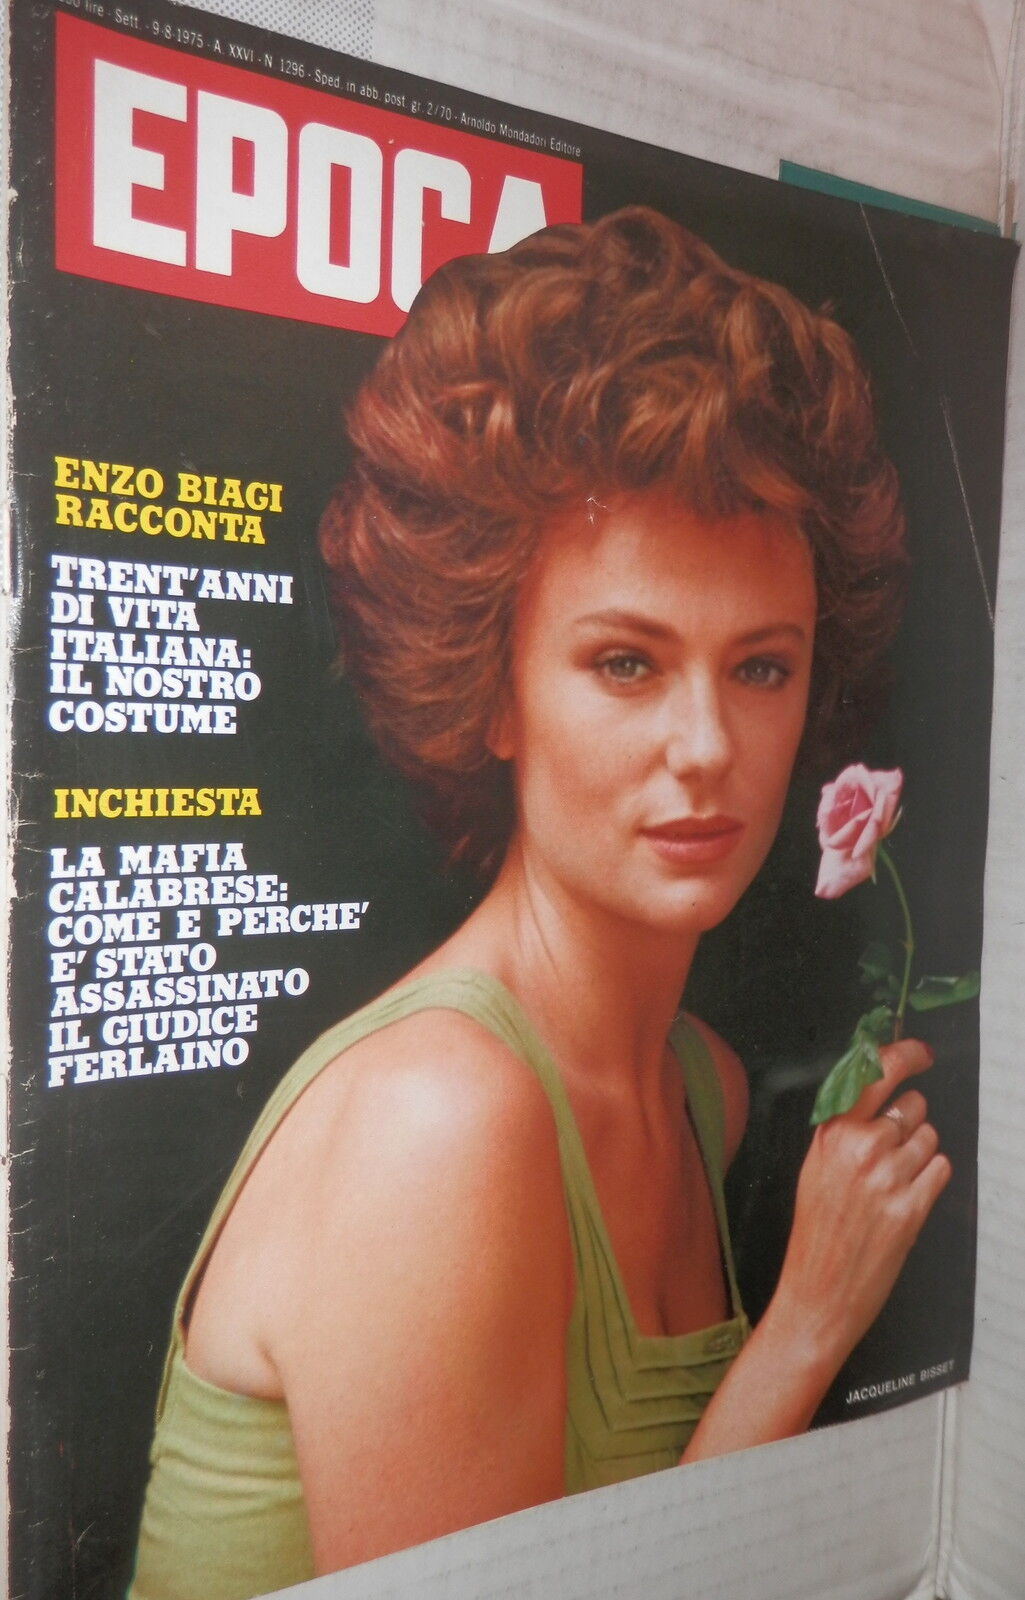 lire - Sett. - 9-8-1975 - A. XXVI - N. 1296 - Sped. in abb. post. gr. 2/70 - Arnoldo Mondadori Editore
EPOCA
ENZO BIAGI
RACCONTA
TRENT'ANNI
DI VITA
ITALIANA:
IL NOSTRO
COSTUME
INCHIESTA
LA MAFIA
CALABRESE:
COME E PERCHE'
E' STATO
ASSASSINATO
IL GIUDICE
FERLAINO
JACQUELINE BISSET